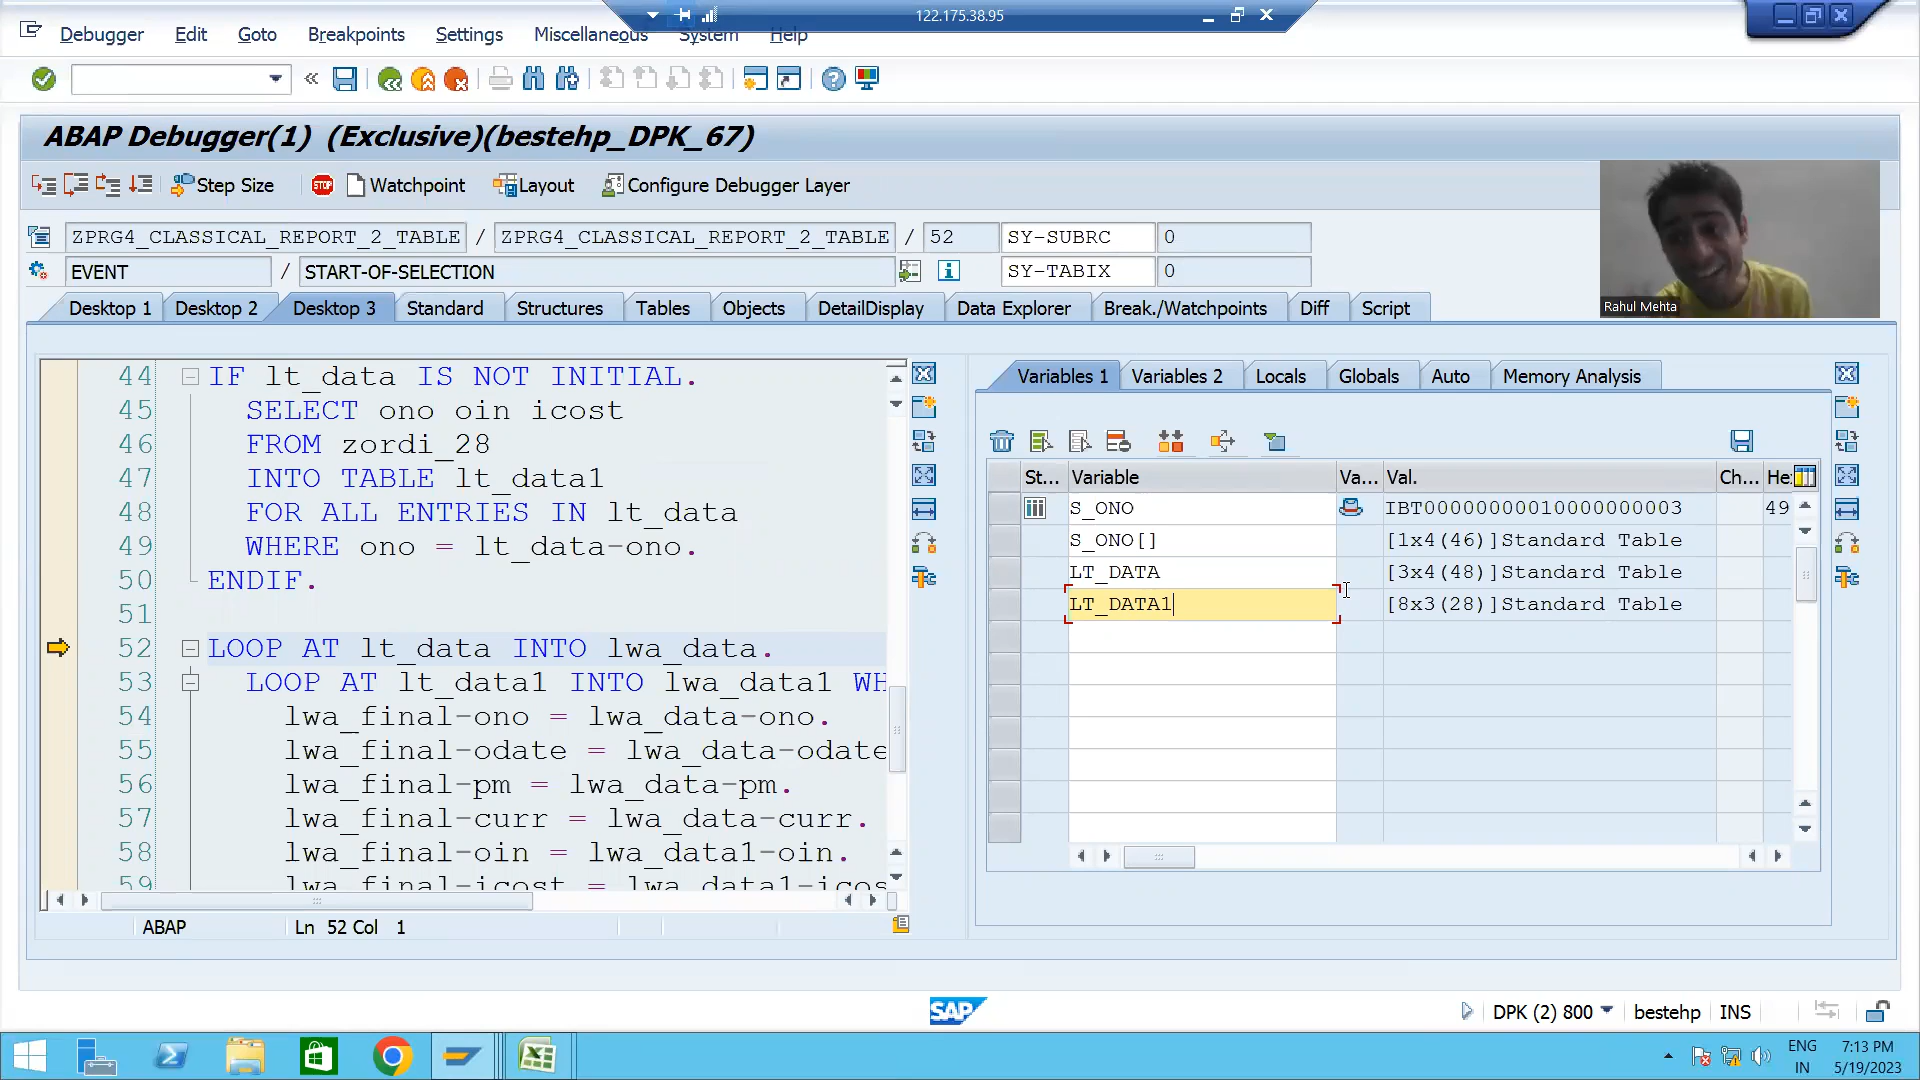 122.175.38.95
Debugger Edit Goto Breakpoints Settings Miscellaneous System Help
ABAP Debugger(1) (Exclusive)(bestehp_DPK_67)
Step Size STOP Watchpoint Layout Configure Debugger Layer
ZPRG4_CLASSICAL_REPORT_2_TABLE / ZPRG4_CLASSICAL_REPORT_2_TABLE / 52 SY-SUBRC 0
EVENT / START-OF-SELECTION SY-TABIX 0
Rahul Mehta
Desktop 1 Desktop 2 Desktop 3 Standard Structures Tables Objects DetailDisplay Data Explorer Break./Watchpoints Diff Script
44 IF lt_data IS NOT INITIAL.
45 SELECT ono oin icost
46 FROM zordi_28
47 INTO TABLE lt_data1
48 FOR ALL ENTRIES IN lt_data
49 WHERE ono = lt_data-ono.
50 ENDIF.
51
52 LOOP AT lt_data INTO lwa_data.
53 LOOP AT lt_data1 INTO lwa_data1 WH
54 lwa_final-ono = lwa_data-ono.
55 lwa_final-odate = lwa_data-odate
56 lwa_final-pm = lwa_data-pm.
57 lwa_final-curr = lwa_data-curr.
58 lwa_final-oin = lwa_data1-oin.
59 lwa_final-icost = lwa_data1-icos
ABAP Ln 52 Col 1
Variables 1 Variables 2 Locals Globals Auto Memory Analysis
St... Variable Va... Val. Ch... He
S_ONO IBT00000000010000000003 49
S_ONO[] [1x4(46)]Standard Table
LT_DATA [3x4(48)]Standard Table
LT_DATA1 [8x3(28)]Standard Table
SAP DPK (2) 800 bestehp INS
ENG 7:13 PM
IN 5/19/2023